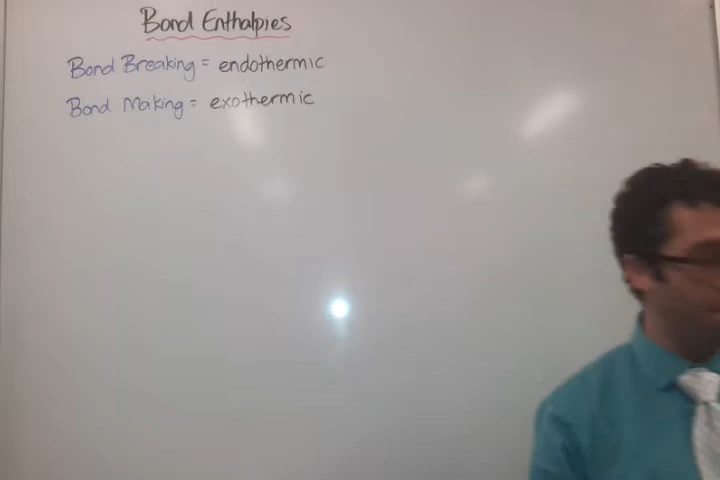 Bond Enthalpies
Bond Breaking = endothermic
Bond Making = exothermic